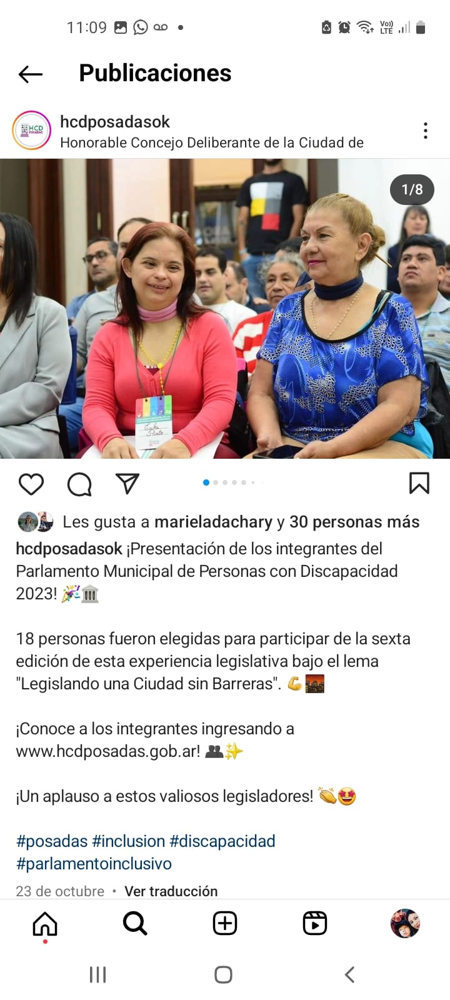 11:09
Vo))
LTE
Publicaciones
HCD
POSADAS
hcdposadasok
Honorable Concejo Deliberante de la Ciudad de
1/8
Les gusta a marieladachary y 30 personas más
hcdposadasok ¡Presentación de los integrantes del
Parlamento Municipal de Personas con Discapacidad
2023! 🎉🏛️
18 personas fueron elegidas para participar de la sexta
edición de esta experiencia legislativa bajo el lema
"Legislando una Ciudad sin Barreras". 💪🌇
¡Conoce a los integrantes ingresando a
www.hcdposadas.gob.ar! 👥✨
¡Un aplauso a estos valiosos legisladores! 👏🤩
#posadas #inclusion #discapacidad
#parlamentoinclusivo
23 de octubre • Ver traducción